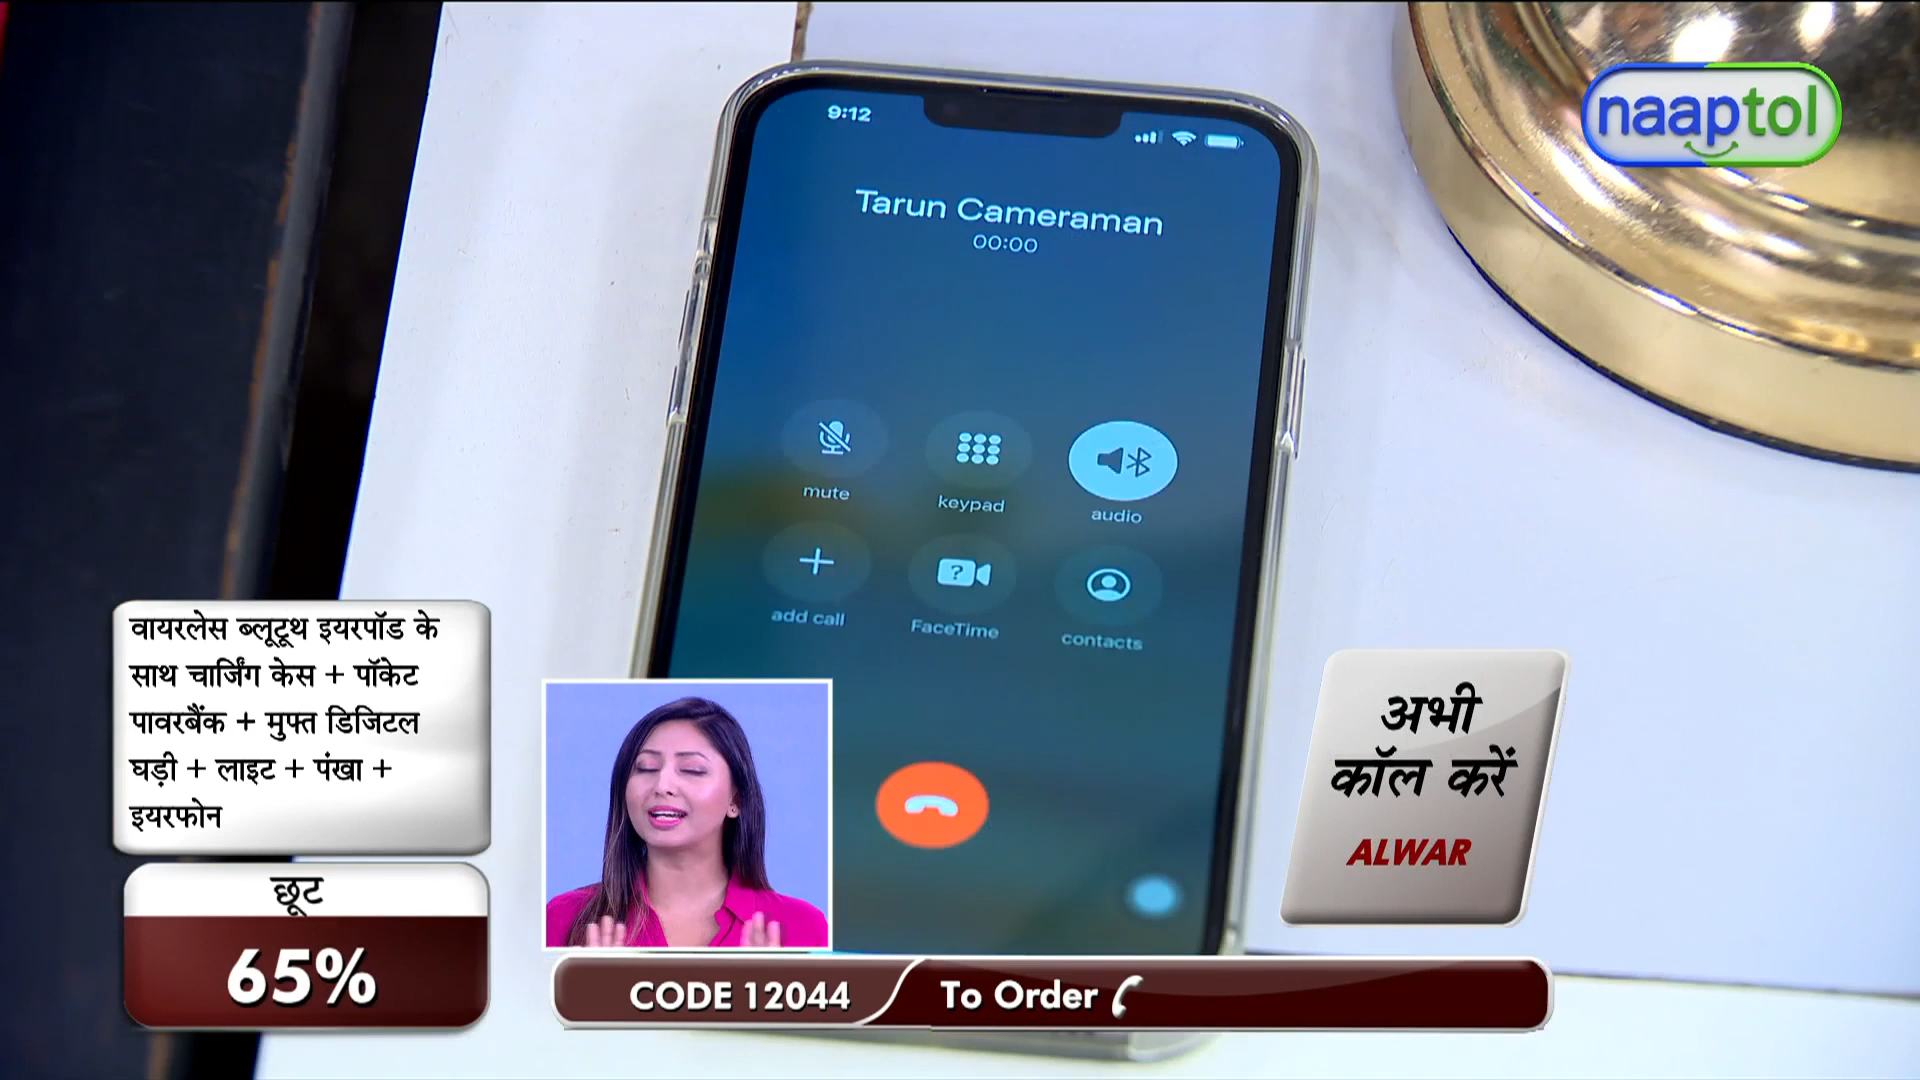 naaptol
9:12
Tarun Cameraman
00:00
mute
keypad
audio
add call
FaceTime
contacts
वायरलेस ब्लूटूथ इयरपॉड के
साथ चार्जिंग केस + पॉकेट
पावरबैंक + मुफ्त डिजिटल
घड़ी + लाइट + पंखा +
इयरफोन
छूट
65%
अभी
कॉल करें
ALWAR
CODE 12044
To Order